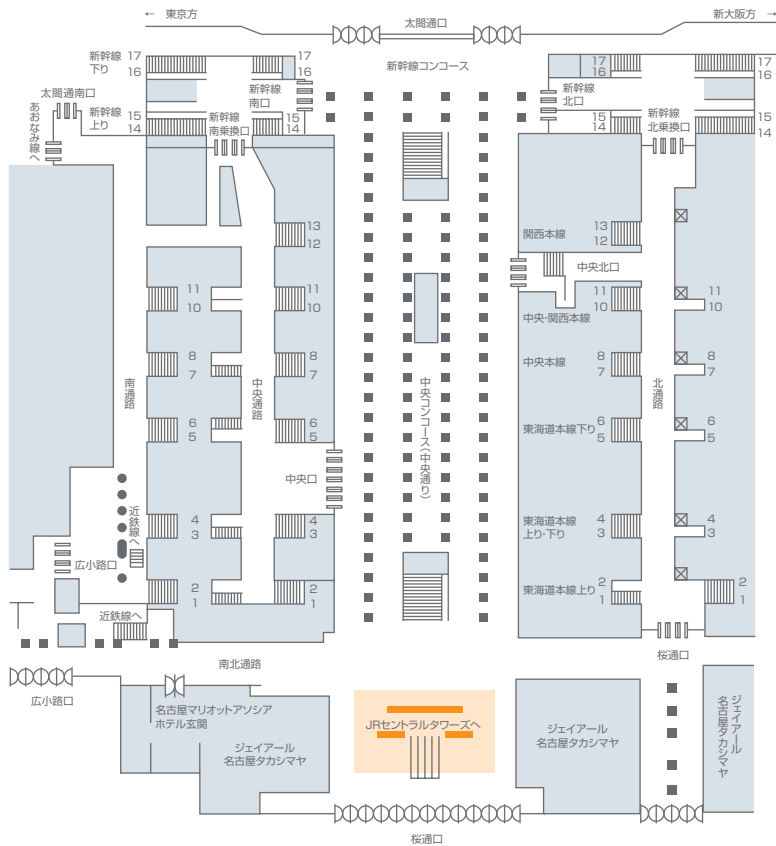 ← 東京方
太閤通口
新大阪方 →
新幹線
下り
17
16
17
16
新幹線コンコース
17
16
17
16
太閤通南口
あおなみ線へ
新幹線
上り
15
14
新幹線
南口
15
14
新幹線
南乗換口
新幹線
北口
15
14
新幹線
北乗換口
15
14
13
12
関西本線
13
12
中央北口
11
10
11
10
11
10
中央・関西本線
11
10
8
7
8
7
中央本線
8
7
8
7
南通路
中央通路
中央コンコース(中央通り)
北通路
6
5
6
5
東海道本線下り
6
5
6
5
中央口
近鉄線へ
4
3
4
3
東海道本線
上り・下り
4
3
4
3
広小路口
2
1
2
1
東海道本線上り
2
1
2
1
近鉄線へ
南北通路
桜通口
広小路口
名古屋マリオットアソシア
ホテル玄関
ジェイアール
名古屋タカシマヤ
JRセントラルタワーズへ
ジェイアール
名古屋タカシマヤ
ジェイアール
名古屋タカシマヤ
桜通口